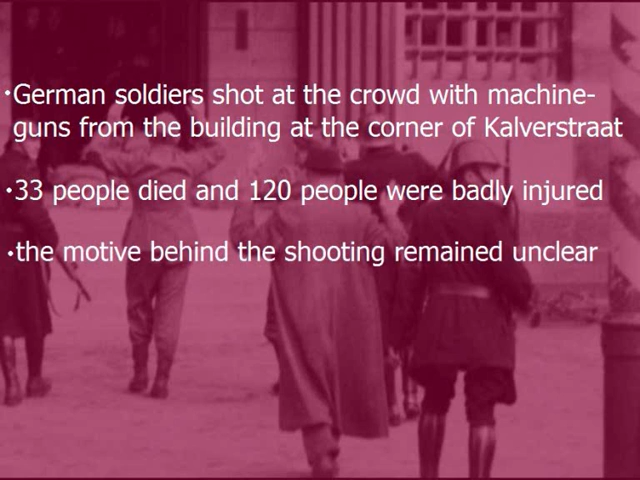 •German soldiers shot at the crowd with machine-
guns from the building at the corner of Kalverstraat
•33 people died and 120 people were badly injured
•the motive behind the shooting remained unclear